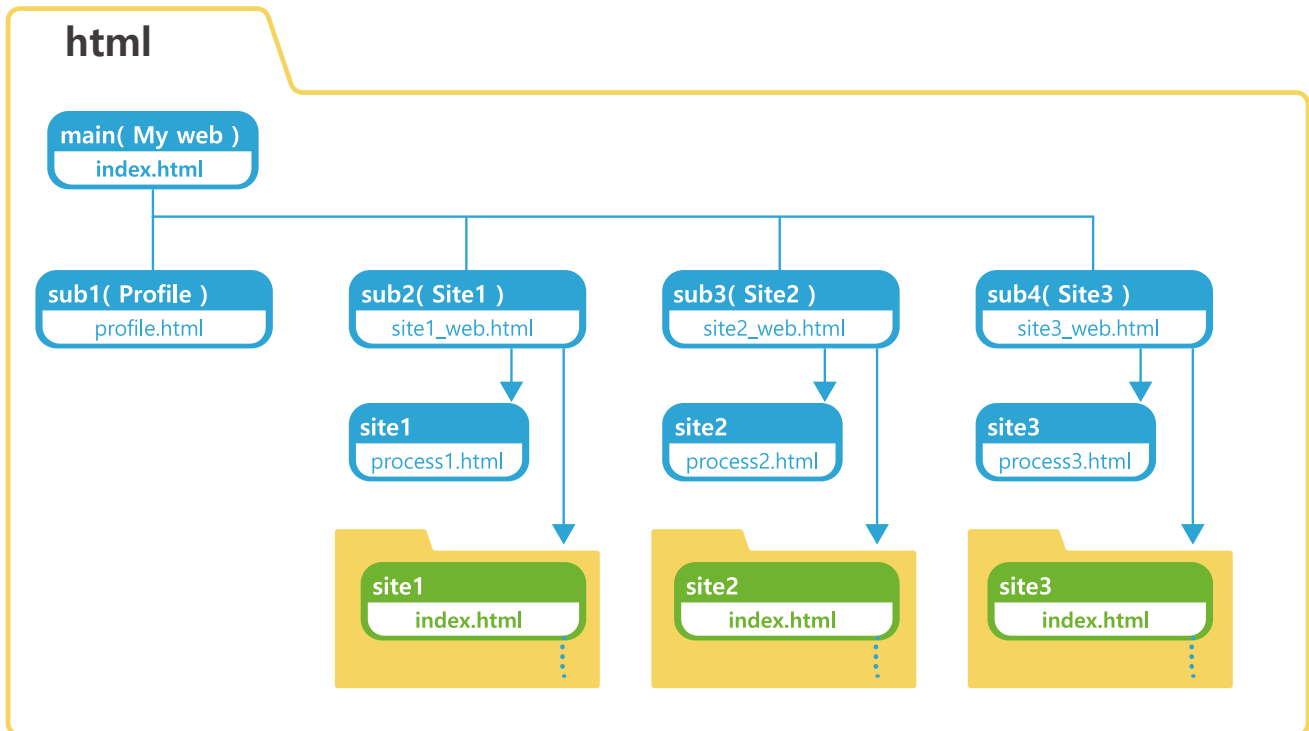 html
main( My web )
index.html
sub1( Profile )
profile.html
sub2( Site1 )
site1_web.html
sub3( Site2 )
site2_web.html
sub4( Site3 )
site3_web.html
site1
process1.html
site2
process2.html
site3
process3.html
site1
index.html
site2
index.html
site3
index.html